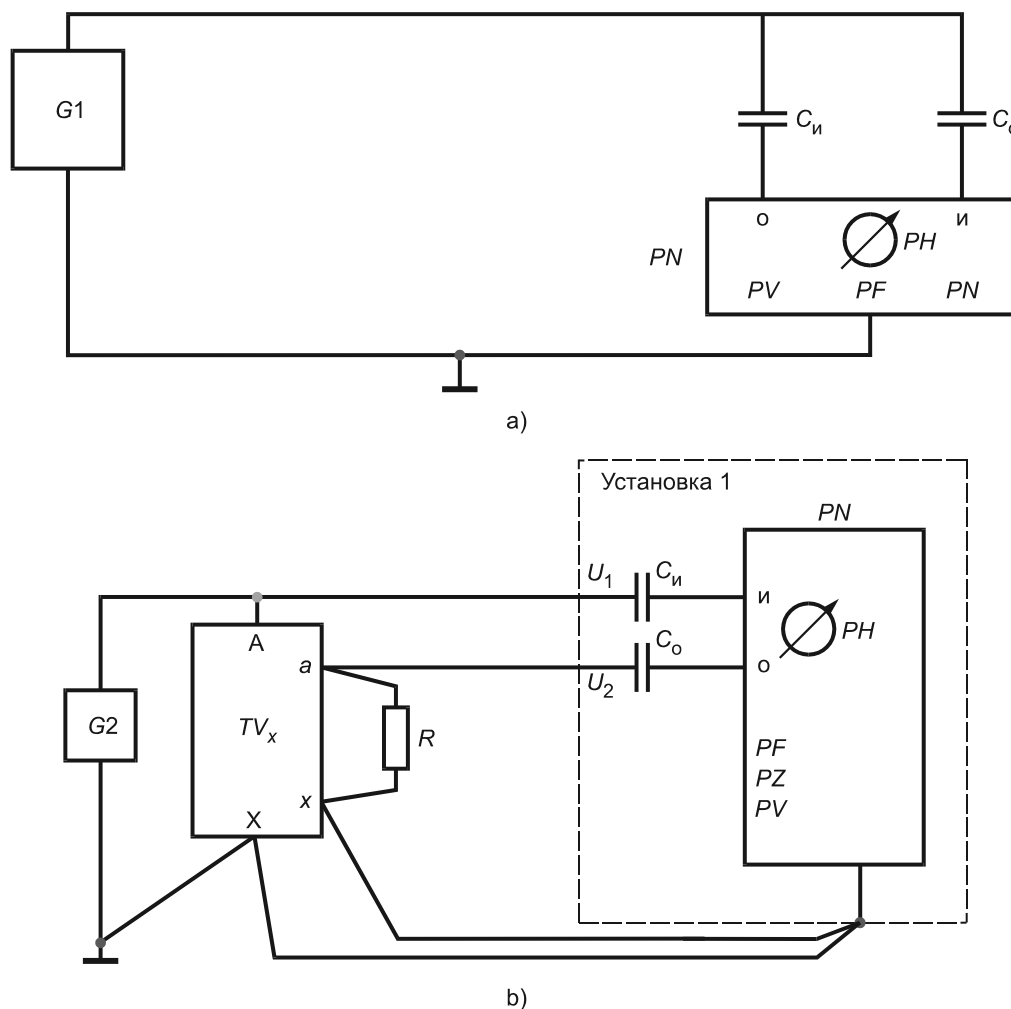 G1
Cи
Cо
о
и
PH
PN
PV PF PN
a)
Установка 1
PN
U1 Cи
и
A
PH
a
Cо
о
U2
G2
TVx
R
PF
x
PZ
X
PV
b)